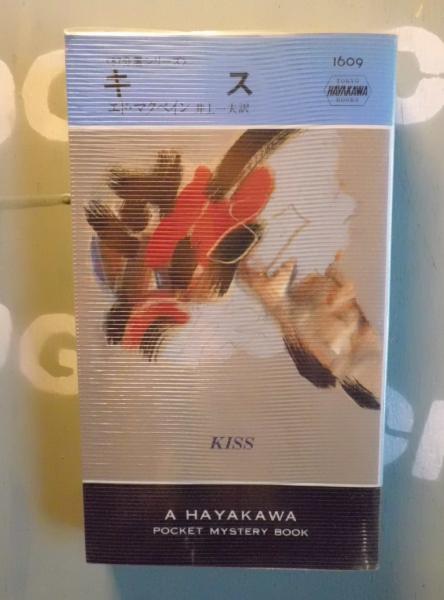 〈87分署シリーズ〉
1609
キス
TOKYO
HAYAKAWA
BOOKS
エド・マクベイン 井上一夫訳
KISS
A HAYAKAWA
POCKET MYSTERY BOOK